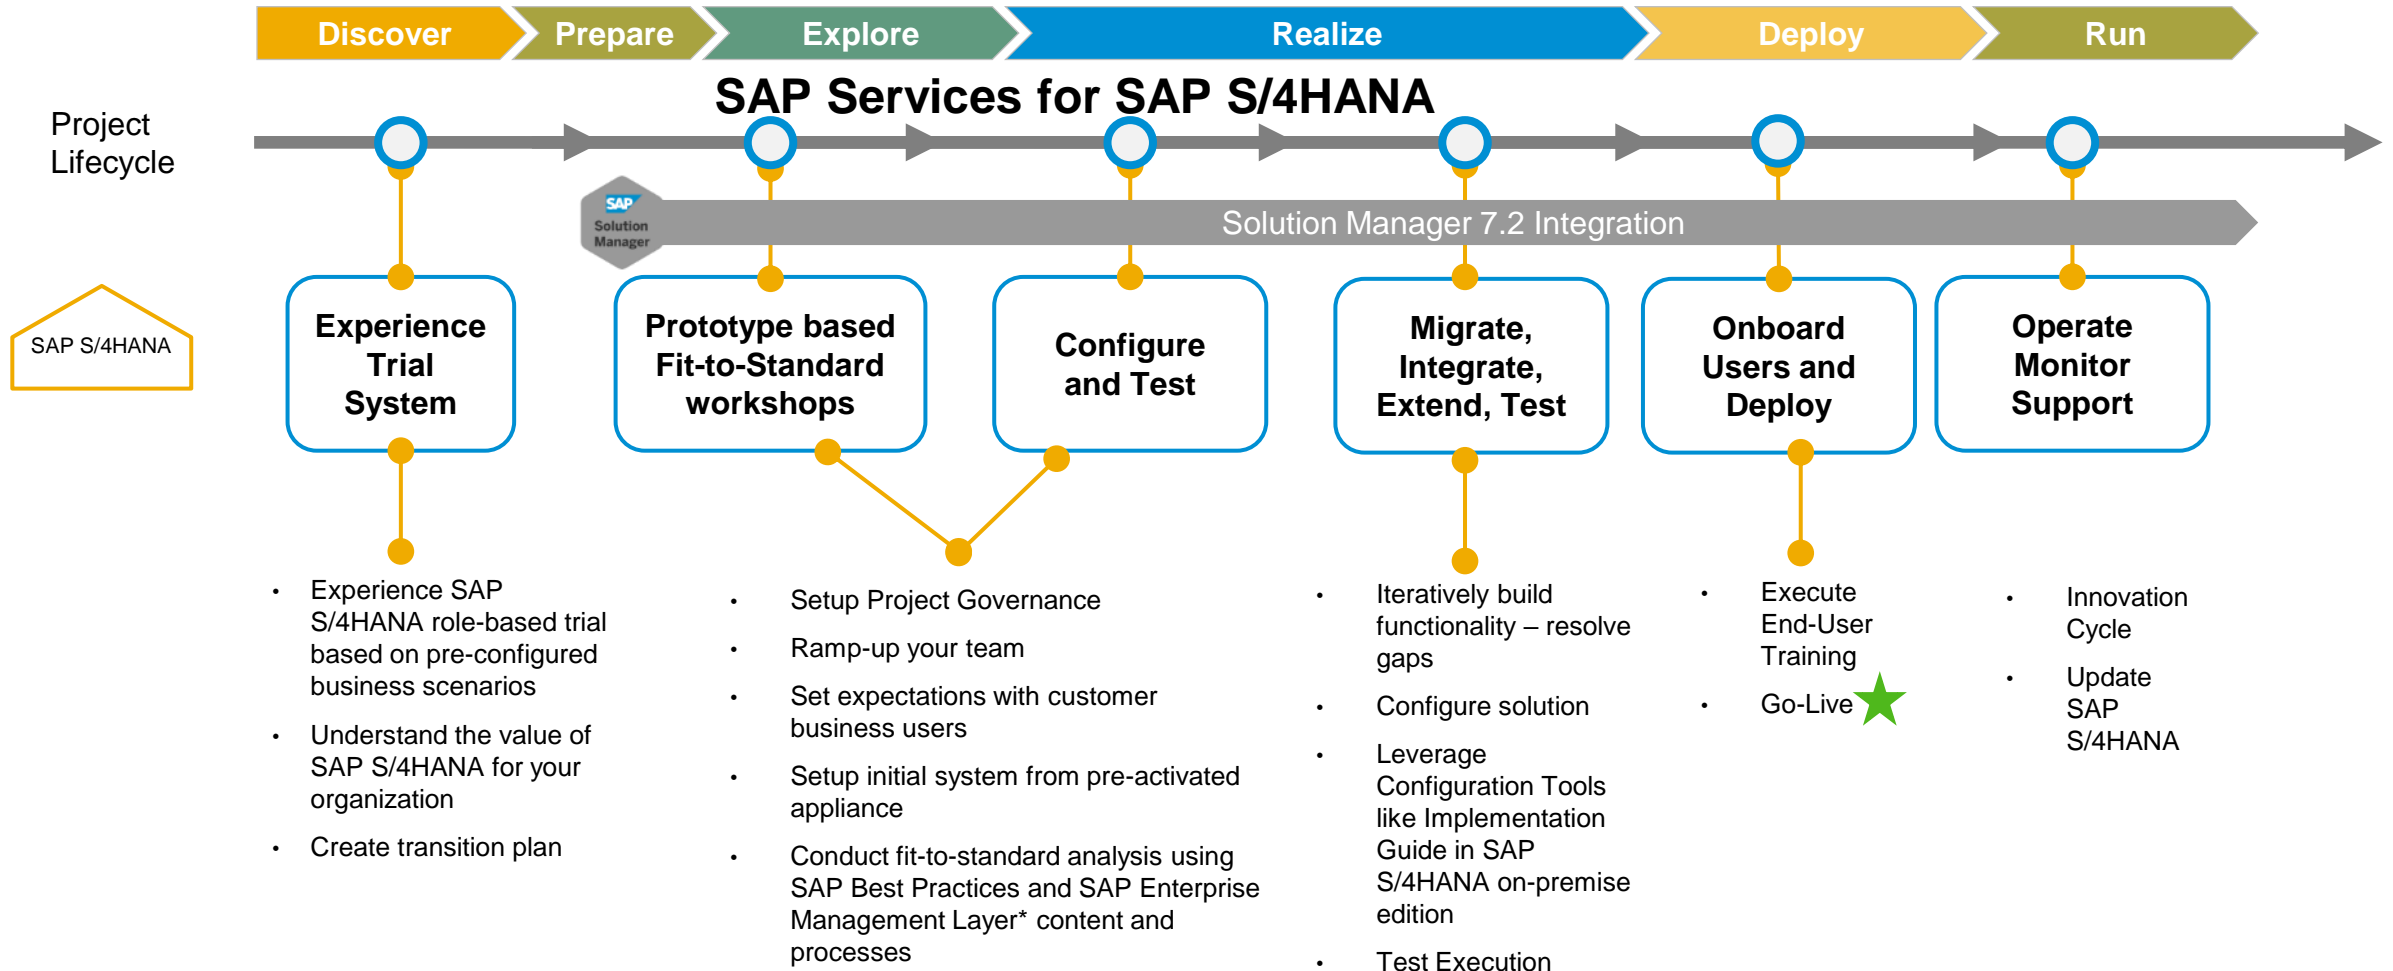 Discover
Prepare
Explore
Realize
Deploy
Run
SAP Services for SAP S/4HANA
Project
Lifecycle
SAP
Solution
Manager
Solution Manager 7.2 Integration
SAP S/4HANA
Experience
Trial
System
Prototype based
Fit-to-Standard
workshops
Configure
and Test
Migrate,
Integrate,
Extend, Test
Onboard
Users and
Deploy
Operate
Monitor
Support
• Experience SAP
S/4HANA role-based trial
based on pre-configured
business scenarios
• Understand the value of
SAP S/4HANA for your
organization
• Create transition plan
• Setup Project Governance
• Ramp-up your team
• Set expectations with customer
business users
• Setup initial system from pre-activated
appliance
• Conduct fit-to-standard analysis using
SAP Best Practices and SAP Enterprise
Management Layer* content and
processes
• Iteratively build
functionality – resolve
gaps
• Configure solution
• Leverage
Configuration Tools
like Implementation
Guide in SAP
S/4HANA on-premise
edition
• Test Execution
• Execute
End-User
Training
• Go-Live
• Innovation
Cycle
• Update
SAP
S/4HANA